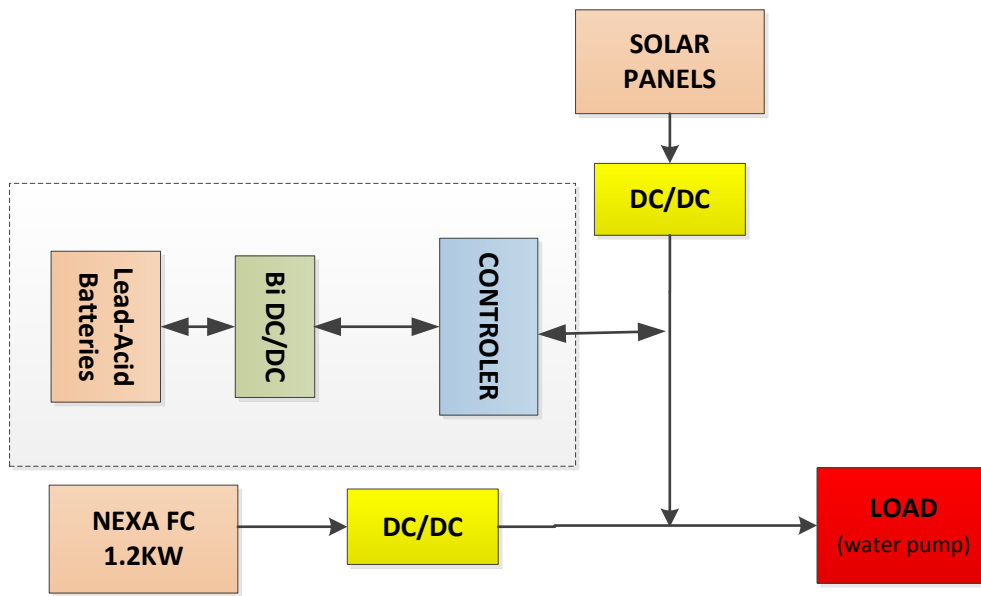 SOLAR
PANELS
DC/DC
Lead-Acid
Batteries
Bi DC/DC
CONTROLER
NEXA FC
1.2KW
DC/DC
LOAD
(water pump)